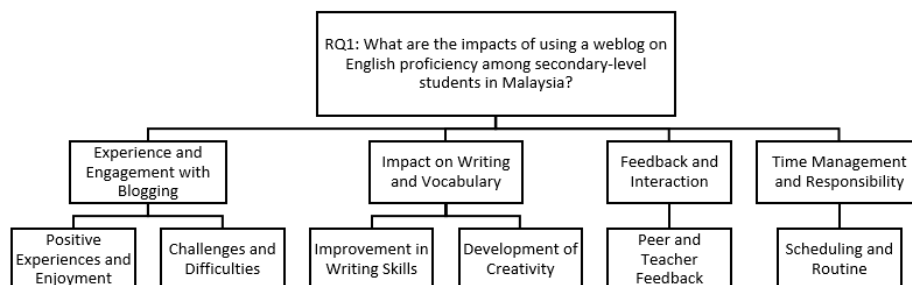 RQ1: What are the impacts of using a weblog on
English proficiency among secondary-level
students in Malaysia?
Experience and
Engagement with
Blogging
Impact on Writing
and Vocabulary
Feedback and
Interaction
Time Management
and Responsibility
Positive
Experiences and
Enjoyment
Challenges and
Difficulties
Improvement in
Writing Skills
Development of
Creativity
Peer and
Teacher
Feedback
Scheduling and
Routine